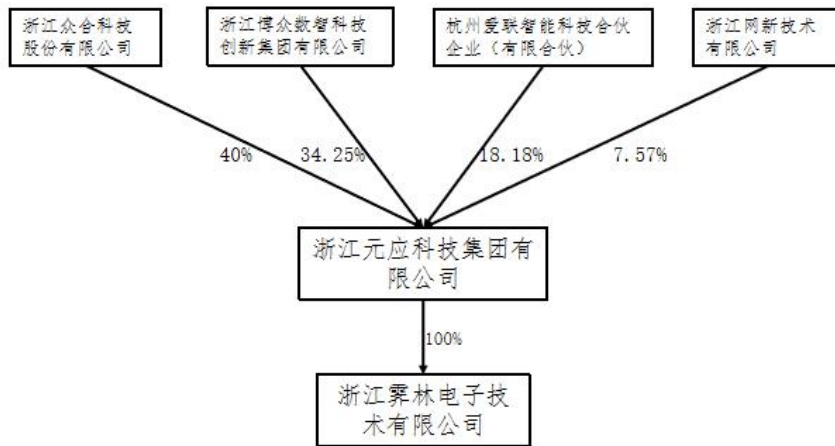 浙江众合科技
股份有限公司
浙江博众数智科技
创新集团有限公司
杭州爱联智能科技合伙
企业（有限合伙）
浙江网新技术
有限公司
40%
34.25%
18.18%
7.57%
浙江元应科技集团有
限公司
100%
浙江霁林电子技
术有限公司